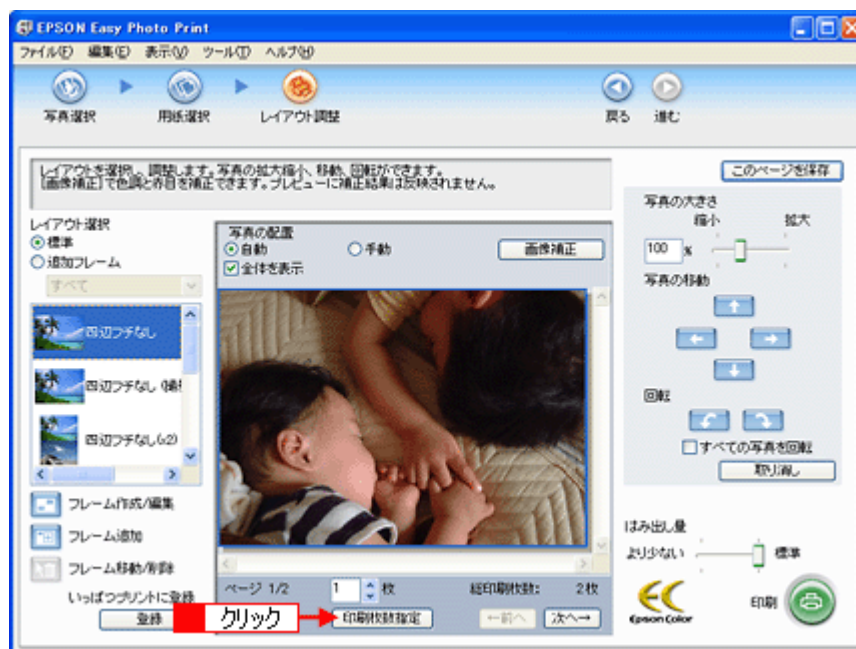 EPSON Easy Photo Print
ファイル(F) 編集(E) 表示(V) ツール(T) ヘルプ(H)
写真選択 用紙選択 レイアウト調整 戻る 進む
レイアウトを選択し、調整します。写真の拡大縮小、移動、回転ができます。
[画像補正]で色調と赤目を補正できます。プレビューに補正結果は反映されません。
このページを保存
レイアウト選択
標準
追加フレーム
すべて
四辺フチなし
四辺フチなし
四辺フチなし(x2)
フレーム作成/編集
フレーム追加
フレーム移動/削除
いっぱつプリントに登録
登録
写真の配置
自動 手動 画像補正
全体を表示
ページ 1/2 1 枚 総印刷枚数: 2枚
クリック
印刷枚数指定 ←前へ 次へ→
写真の大きさ
縮小 拡大
100 %
写真の移動
回転
すべての写真を回転
取り消し
はみ出し量
より少ない 標準
Epson Color
印刷